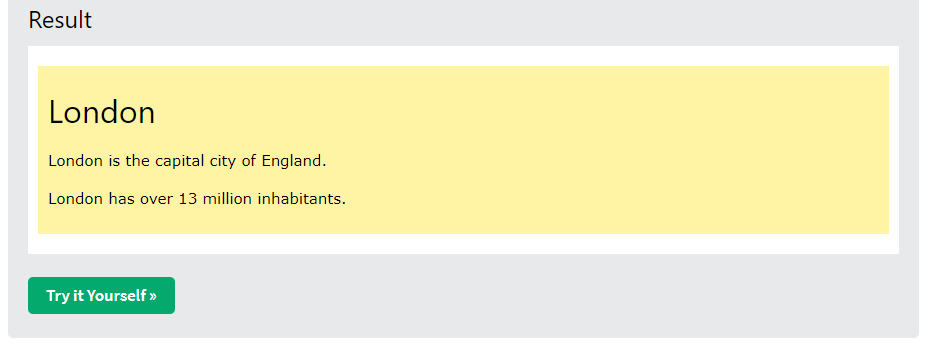 Result
London
London is the capital city of England.
London has over 13 million inhabitants.
Try it Yourself »